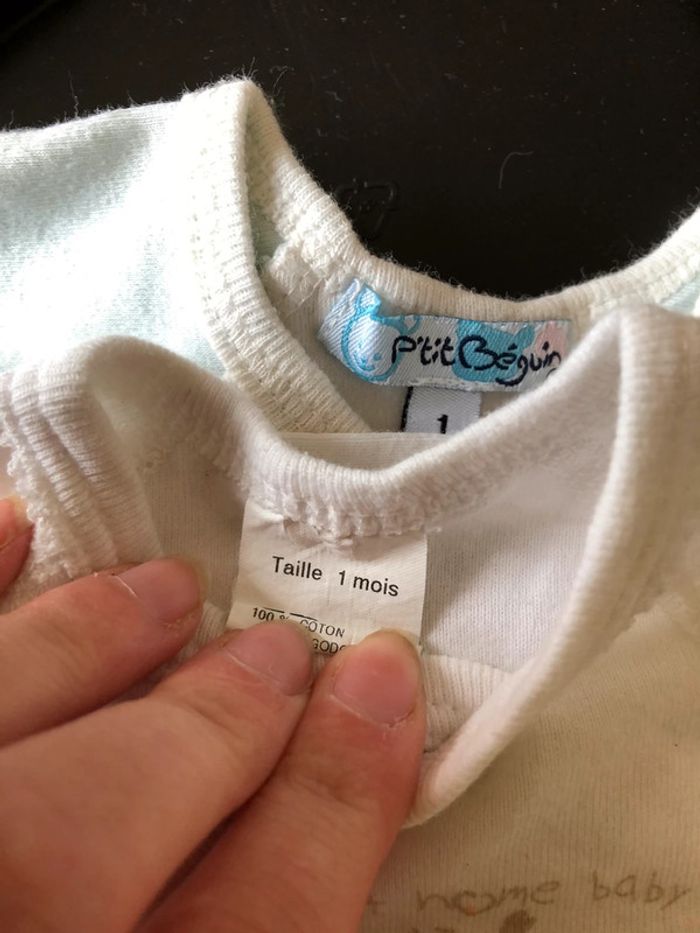 P'tit Béguin
1
Taille 1 mois
100 % COTON
home baby